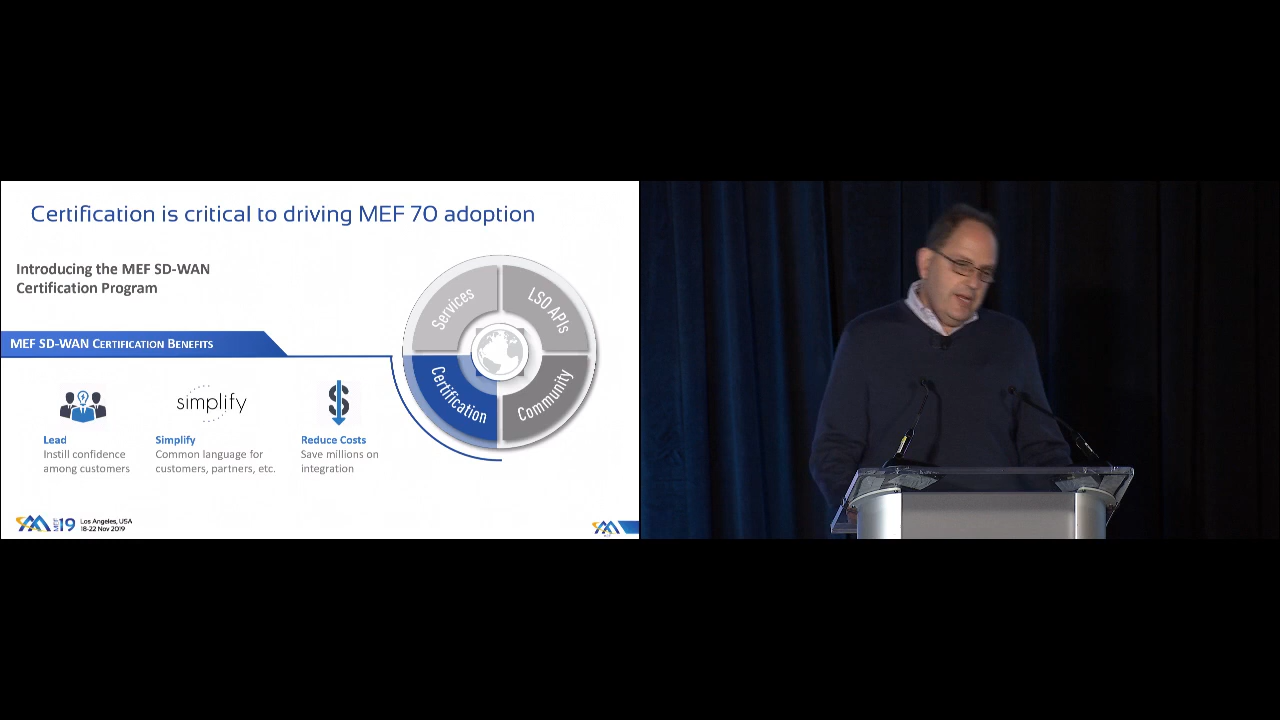 Certification is critical to driving MEF 70 adoption
Introducing the MEF SD-WAN
Certification Program
MEF SD-WAN CERTIFICATION BENEFITS
simplify
Lead
Instill confidence
among customers
Simplify
Common language for
customers, partners, etc.
Reduce Costs
Save millions on
integration
Services
LSO APIs
Certification
Community
MEF 19
Los Angeles, USA
18-22 Nov 2019